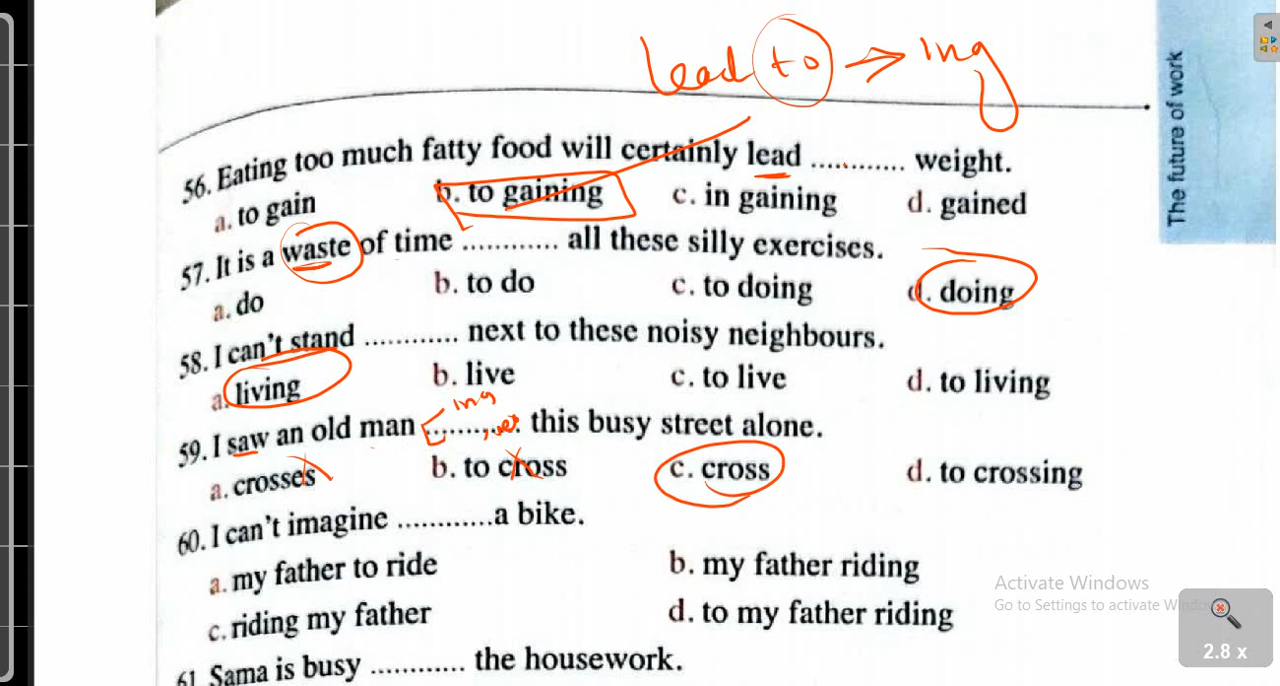 lead to → ing
The future of work
56. Eating too much fatty food will certainly lead ............ weight.
a. to gain b. to gaining c. in gaining d. gained
57. It is a waste of time ............ all these silly exercises.
a. do b. to do c. to doing d. doing
58. I can't stand ............ next to these noisy neighbours.
a. living b. live c. to live d. to living
ing
59. I saw an old man ............ this busy street alone.
a. crosses b. to cross c. cross d. to crossing
60. I can't imagine ............a bike.
a. my father to ride b. my father riding
c. riding my father d. to my father riding
61 Sama is busy ............ the housework.
Activate Windows
Go to Settings to activate Windows.
2.8 x